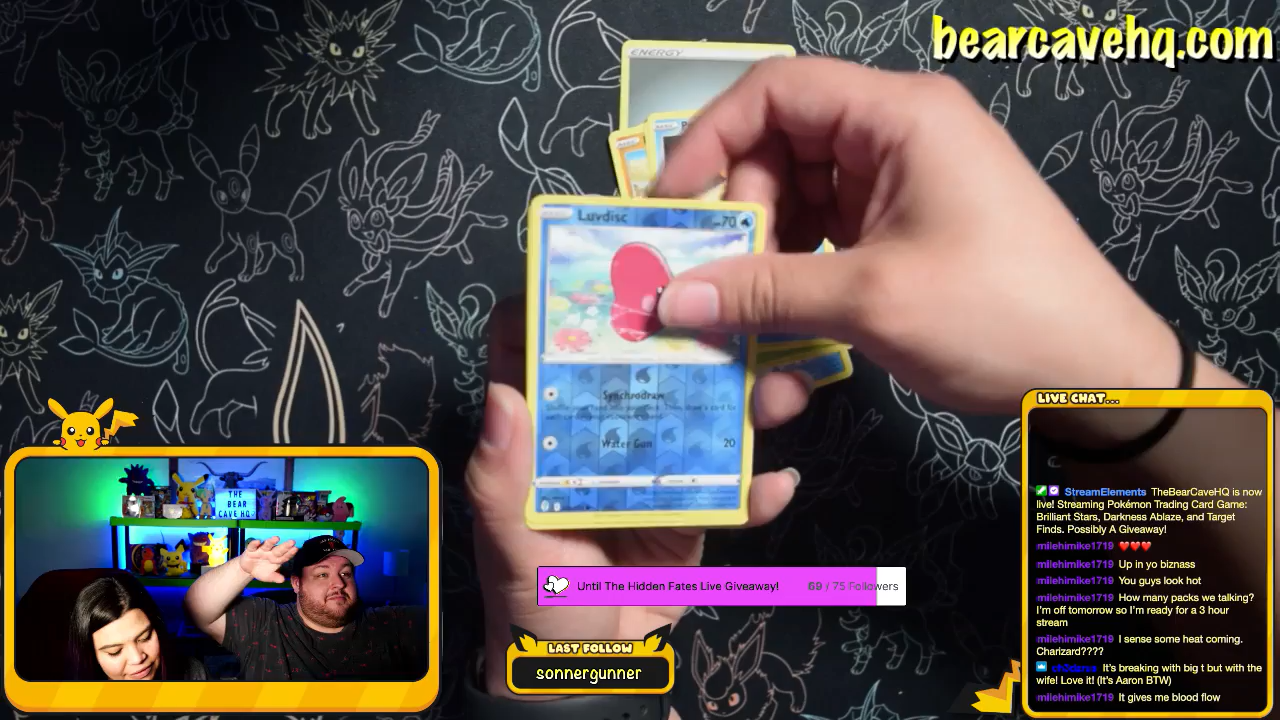 bearcavehq.com
ENERGY
Luvdisc
70
Synchrodraw
Water Gun 20
THE
BEAR
CAVE HQ
Until The Hidden Fates Live Giveaway! 69 / 75 Followers
LAST FOLLOW
sonnergunner
LIVE CHAT...
StreamElements TheBearCaveHQ is now
live! Streaming Pokémon Trading Card Game:
Brilliant Stars, Darkness Ablaze, and Target
Finds. Possibly A Giveaway!
milehimike1719 ❤❤❤
milehimike1719 Up in yo biznass
milehimike1719 You guys look hot
milehimike1719 How many packs we talking?
I'm off tomorrow so I'm ready for a 3 hour
stream
milehimike1719 I sense some heat coming.
Charizard????
It's breaking with big t but with the
wife! Love it! (It's Aaron BTW)
milehimike1719 It gives me blood flow